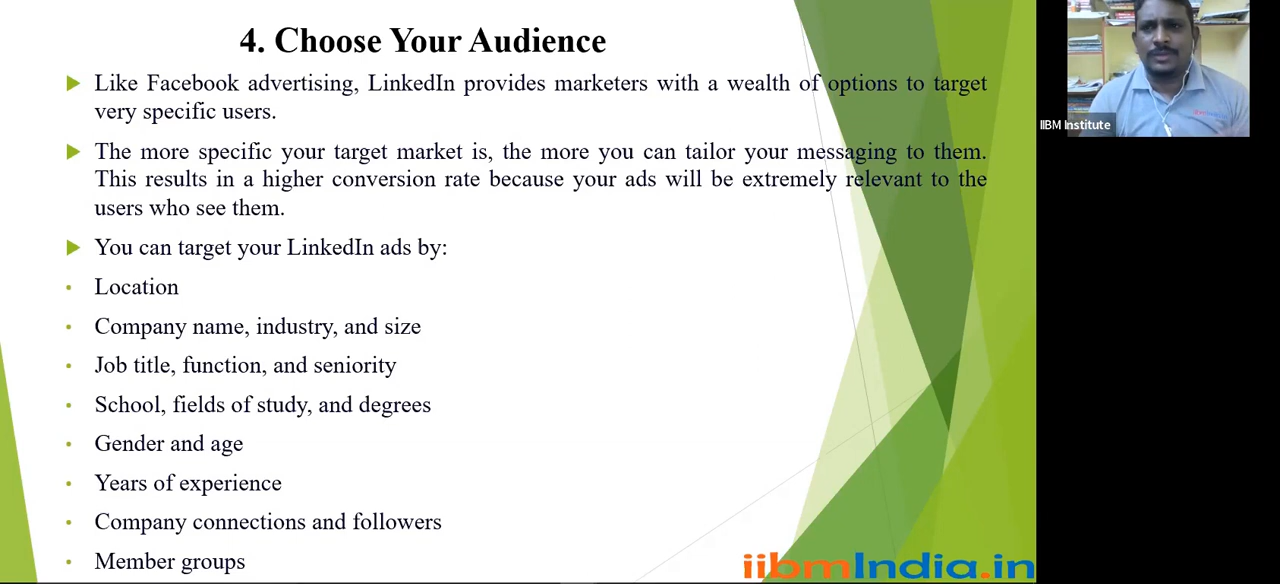 4. Choose Your Audience
Like Facebook advertising, LinkedIn provides marketers with a wealth of options to target
very specific users.
The more specific your target market is, the more you can tailor your messaging to them.
This results in a higher conversion rate because your ads will be extremely relevant to the
users who see them.
You can target your LinkedIn ads by:
Location
Company name, industry, and size
Job title, function, and seniority
School, fields of study, and degrees
Gender and age
Years of experience
Company connections and followers
Member groups
iibmIndia.in
IIBM Institute